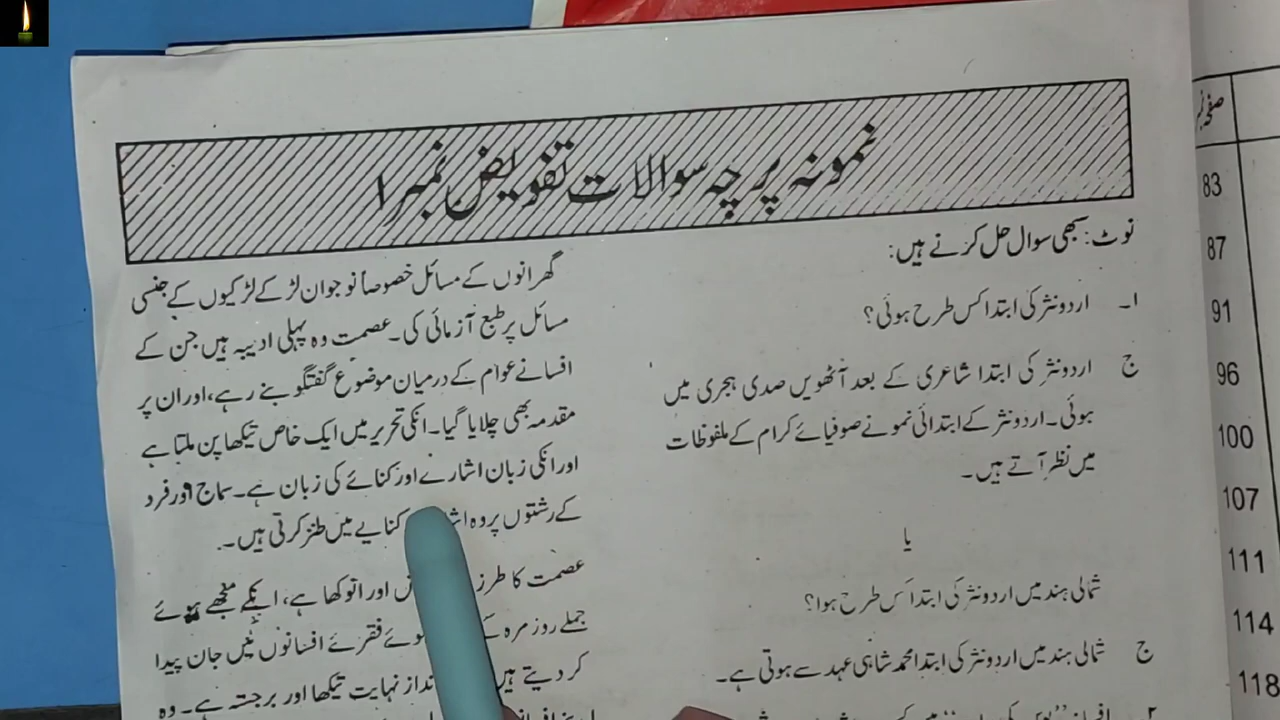 نمونہ پرچہ سوالات تفویض نمبر ۱
نوٹ: سبھی سوال حل کرنے ہیں:
۱۔ اردو نثر کی ابتدا کس طرح ہوئی؟
ج اردو نثر کی ابتدا شاعری کے بعد آٹھویں صدی ہجری میں
ہوئی۔ اردو نثر کے ابتدائی نمونے صوفیائے کرام کے ملفوظات
میں نظر آتے ہیں۔
یا
شمالی ہند میں اردو نثر کی ابتدا کس طرح ہوا؟
ج شمالی ہند میں اردو نثر کی ابتدا محمد شاہی عہد سے ہوتی ہے۔
۲۔ افسانہ
گھرانوں کے مسائل خصوصاً نوجوان لڑکے لڑکیوں کے جنسی
مسائل پر طبع آزمائی کی۔ عصمت وہ پہلی ادیبہ ہیں جن کے
افسانے عوام کے درمیان موضوع گفتگو بنے رہے، اور ان پر
مقدمہ بھی چلایا گیا۔ انکی تحریر میں ایک خاص تیکھا پن ملتا ہے
اور انکی زبان اشارے اور کنائے کی زبان ہے۔ سماج اور فرد
کے رشتوں پر وہ کنایے میں طنز کرتی ہیں۔
عصمت کا طرز اور انوکھا ہے، انکے منجھے ہوئے
جملے روز مرہ فقرے افسانوں میں جان پیدا
کر دیتے ہیں نہایت تیکھا اور برجستہ ہے۔ وہ
صفحہ نمبر
83
87
91
96
100
107
111
114
118